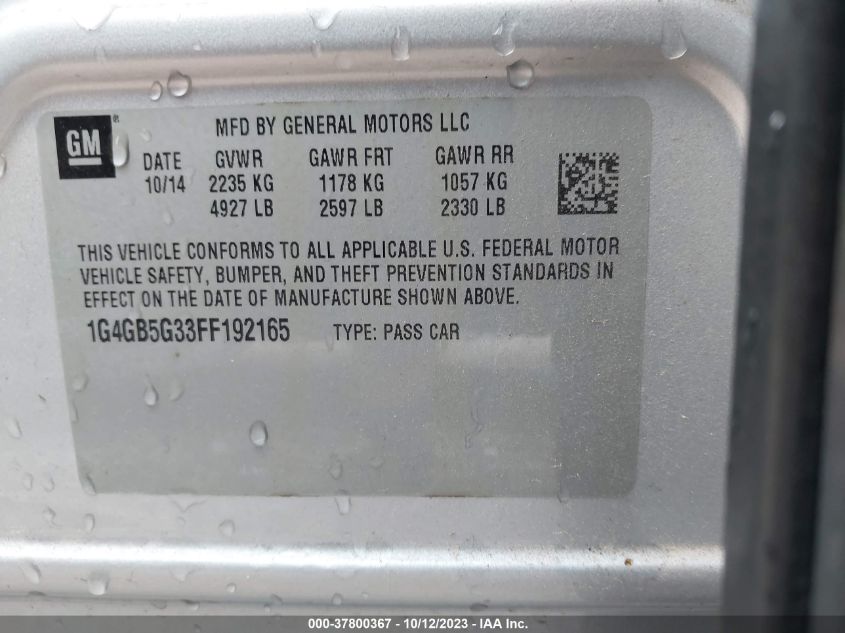 GM®
MFD BY GENERAL MOTORS LLC
DATE GVWR GAWR FRT GAWR RR
10/14 2235 KG 1178 KG 1057 KG
4927 LB 2597 LB 2330 LB
THIS VEHICLE CONFORMS TO ALL APPLICABLE U.S. FEDERAL MOTOR
VEHICLE SAFETY, BUMPER, AND THEFT PREVENTION STANDARDS IN
EFFECT ON THE DATE OF MANUFACTURE SHOWN ABOVE.
1G4GB5G33FF192165 TYPE: PASS CAR
000-37800367 - 10/12/2023 - IAA Inc.